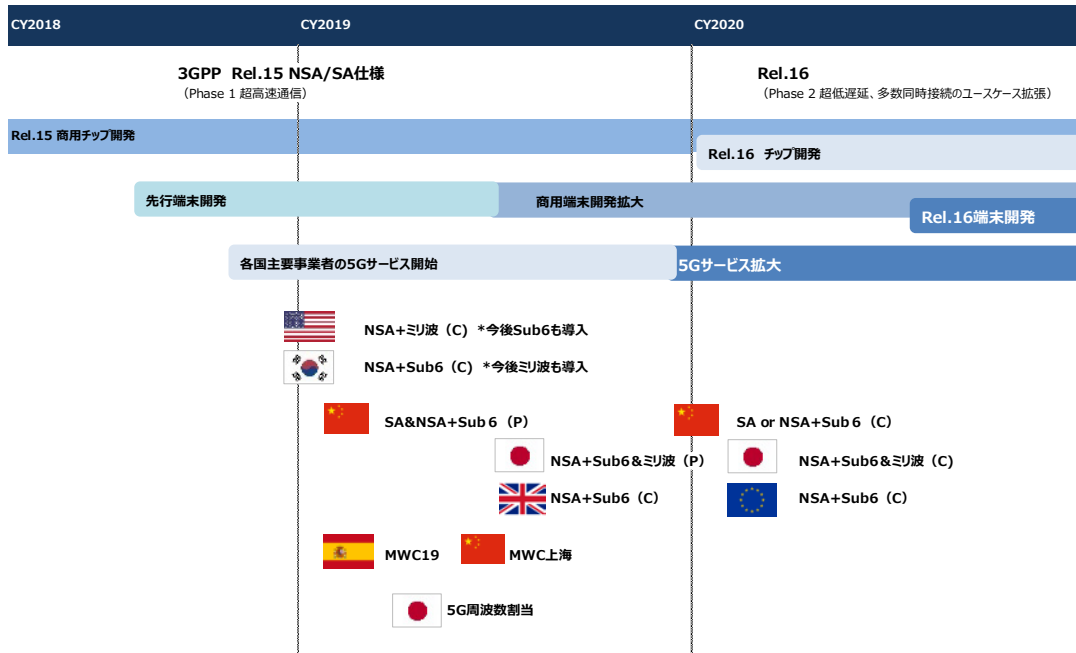 CY2018
CY2019
CY2020
3GPP Rel.15 NSA/SA仕様
（Phase 1 超高速通信）
Rel.16
（Phase 2 超低遅延、多数同時接続のユースケース拡張）
Rel.15 商用チップ開発
Rel.16 チップ開発
先行端末開発
商用端末開発拡大
Rel.16端末開発
各国主要事業者の5Gサービス開始
5Gサービス拡大
NSA+ミリ波（C) *今後Sub6も導入
NSA+Sub6（C) *今後ミリ波も導入
SA&NSA+Sub６（P）
SA or NSA+Sub６（C）
NSA+Sub6&ミリ波（P）
NSA+Sub6&ミリ波（C)
NSA+Sub6（C）
NSA+Sub6（C）
MWC19
MWC上海
5G周波数割当